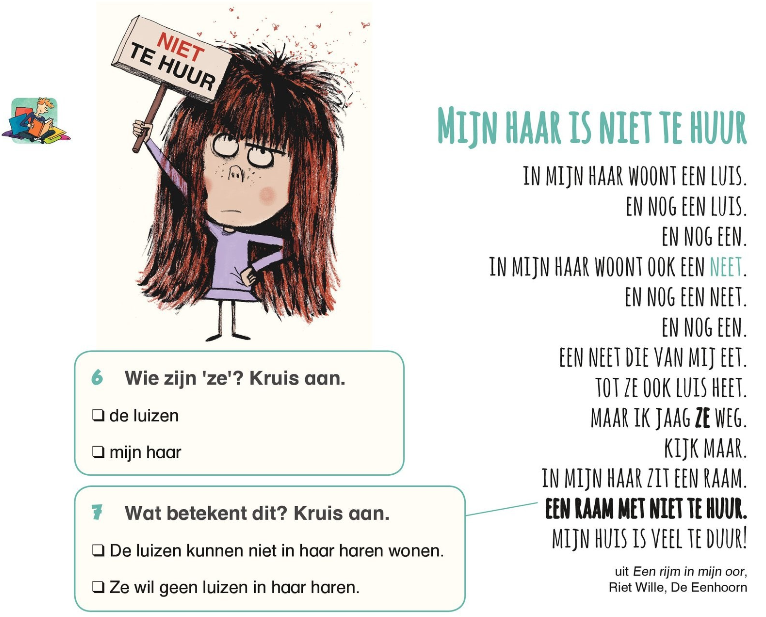 NIET
TE HUUR
MIJN HAAR IS NIET TE HUUR
IN MIJN HAAR WOONT EEN LUIS.
EN NOG EEN LUIS.
EN NOG EEN.
IN MIJN HAAR WOONT OOK EEN NEET.
EN NOG EEN NEET.
EN NOG EEN.
EEN NEET DIE VAN MIJ EET.
TOT ZE OOK LUIS HEET.
MAAR IK JAAG ZE WEG.
KIJK MAAR.
IN MIJN HAAR ZIT EEN RAAM.
EEN RAAM MET NIET TE HUUR.
MIJN HUIS IS VEEL TE DUUR!
uit Een rijm in mijn oor,
Riet Wille, De Eenhoorn
6 Wie zijn 'ze'? Kruis aan.
❑ de luizen
❑ mijn haar
7 Wat betekent dit? Kruis aan.
❑ De luizen kunnen niet in haar haren wonen.
❑ Ze wil geen luizen in haar haren.